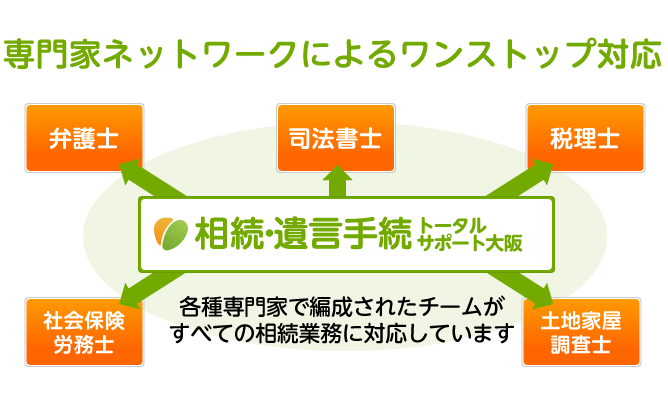 専門家ネットワークによるワンストップ対応
弁護士
司法書士
税理士
相続・遺言手続
トータル
サポート大阪
各種専門家で編成されたチームが
すべての相続業務に対応しています
社会保険
労務士
土地家屋
調査士